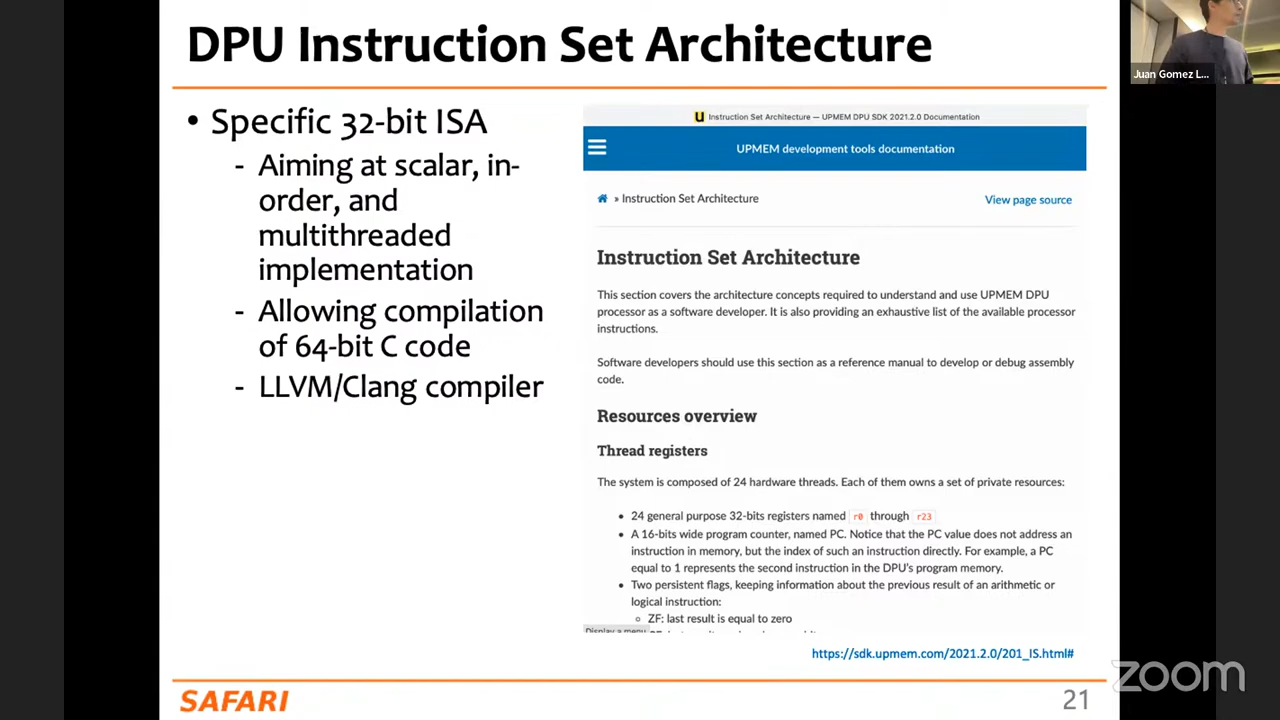 DPU Instruction Set Architecture
Juan Gomez L...
• Specific 32-bit ISA
- Aiming at scalar, in-
order, and
multithreaded
implementation
- Allowing compilation
of 64-bit C code
- LLVM/Clang compiler
u Instruction Set Architecture — UPMEM DPU SDK 2021.2.0 Documentation
UPMEM development tools documentation
» Instruction Set Architecture
View page source
Instruction Set Architecture
This section covers the architecture concepts required to understand and use UPMEM DPU
processor as a software developer. It is also providing an exhaustive list of the available processor
instructions.
Software developers should use this section as a reference manual to develop or debug assembly
code.
Resources overview
Thread registers
The system is composed of 24 hardware threads. Each of them owns a set of private resources:
• 24 general purpose 32-bits registers named r0 through r23
• A 16-bits wide program counter, named PC. Notice that the PC value does not address an
instruction in memory, but the index of such an instruction directly. For example, a PC
equal to 1 represents the second instruction in the DPU's program memory.
• Two persistent flags, keeping information about the previous result of an arithmetic or
logical instruction:
ZF: last result is equal to zero
Display a menu
https://sdk.upmem.com/2021.2.0/201_IS.html#
zoom
SAFARI
21